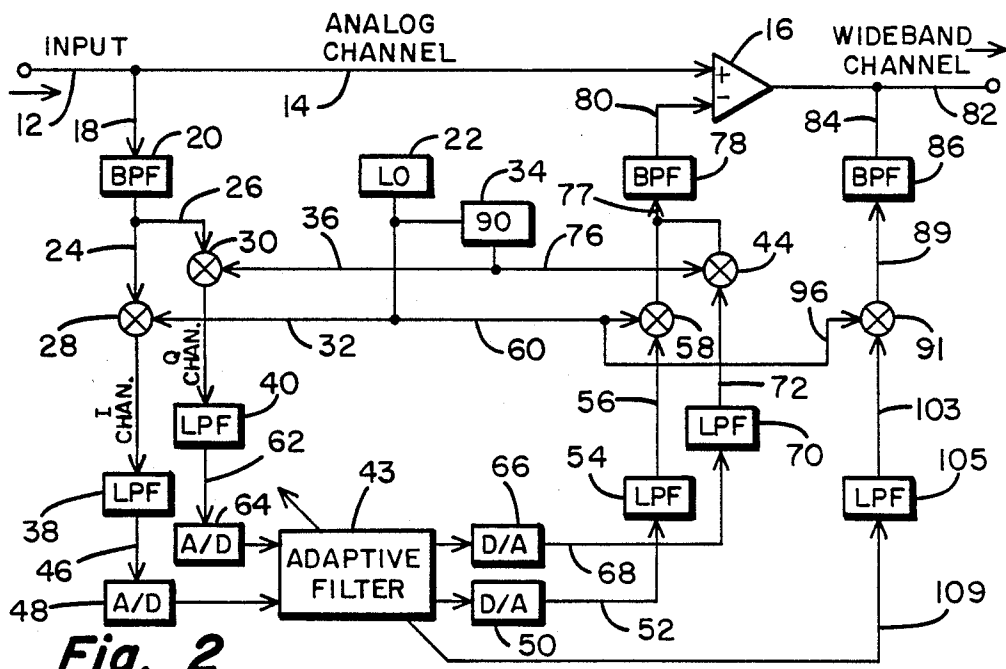 INPUT
ANALOG
CHANNEL
16
WIDEBAND
CHANNEL
+
−
12
18
14
80
84
82
20
BPF
22
LO
34
90
BPF
78
86
BPF
26
77
24
30
36
76
44
89
96
28
32
60
58
91
I
CHAN.
Q
CHAN.
40
LPF
56
72
LPF
70
103
62
54
LPF
105
LPF
LPF
38
64
A/D
43
ADAPTIVE
FILTER
66
D/A
68
46
48
A/D
D/A
50
52
109
Fig. 2